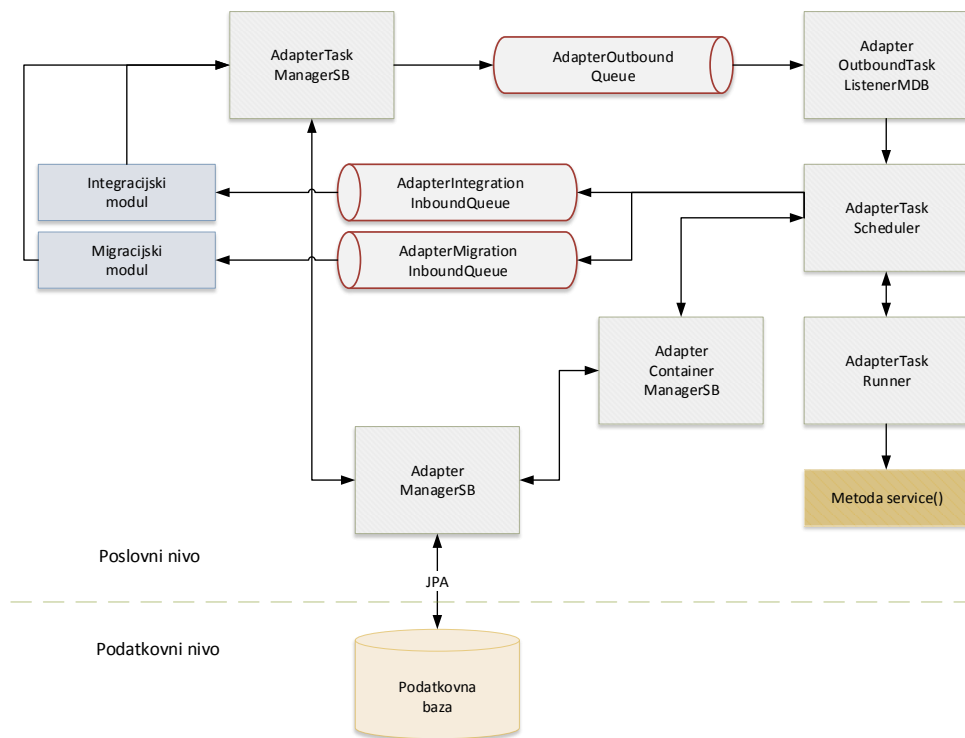 AdapterTask
ManagerSB
AdapterOutbound
Queue
Adapter
OutboundTask
ListenerMDB
Integracijski
modul
AdapterIntegration
InboundQueue
AdapterTask
Scheduler
Migracijski
modul
AdapterMigration
InboundQueue
Adapter
Container
ManagerSB
AdapterTask
Runner
Adapter
ManagerSB
Metoda service()
Poslovni nivo
JPA
Podatkovni nivo
Podatkovna
baza